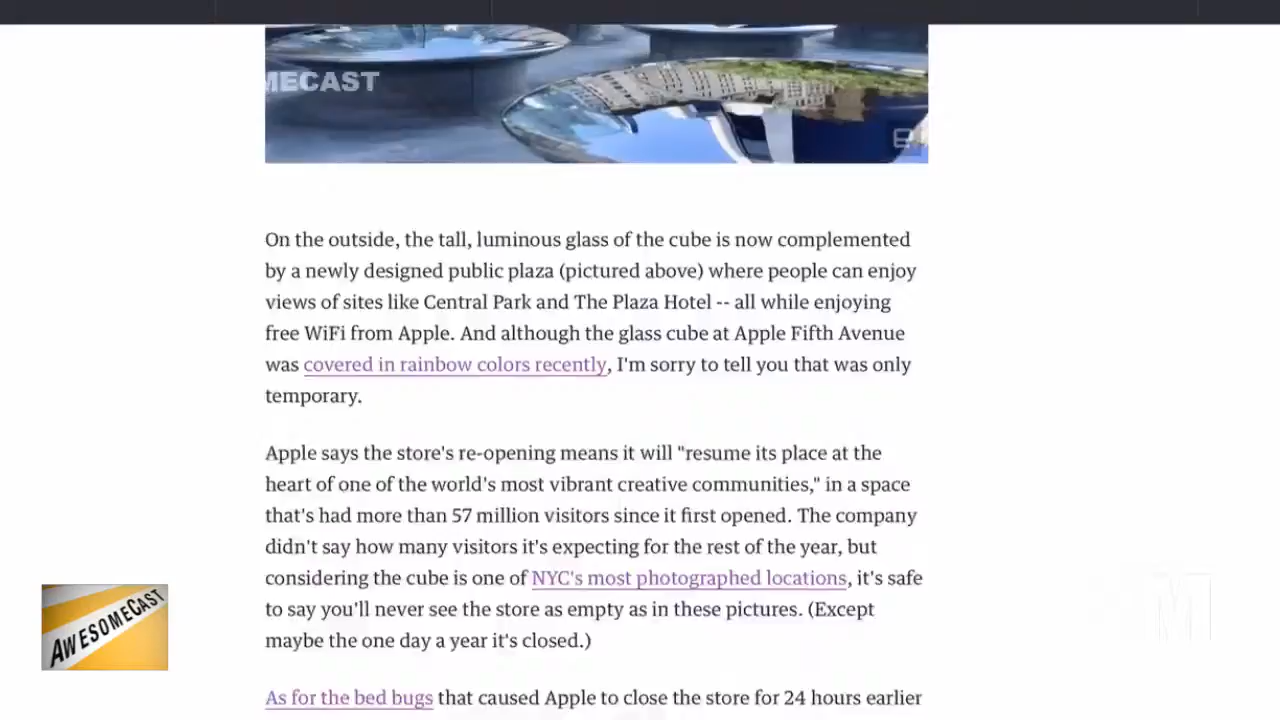 MECAST
On the outside, the tall, luminous glass of the cube is now complemented
by a newly designed public plaza (pictured above) where people can enjoy
views of sites like Central Park and The Plaza Hotel -- all while enjoying
free WiFi from Apple. And although the glass cube at Apple Fifth Avenue
was covered in rainbow colors recently, I'm sorry to tell you that was only
temporary.
Apple says the store's re-opening means it will "resume its place at the
heart of one of the world's most vibrant creative communities," in a space
that's had more than 57 million visitors since it first opened. The company
didn't say how many visitors it's expecting for the rest of the year, but
considering the cube is one of NYC's most photographed locations, it's safe
to say you'll never see the store as empty as in these pictures. (Except
maybe the one day a year it's closed.)
AWESOMECAST
M
As for the bed bugs that caused Apple to close the store for 24 hours earlier